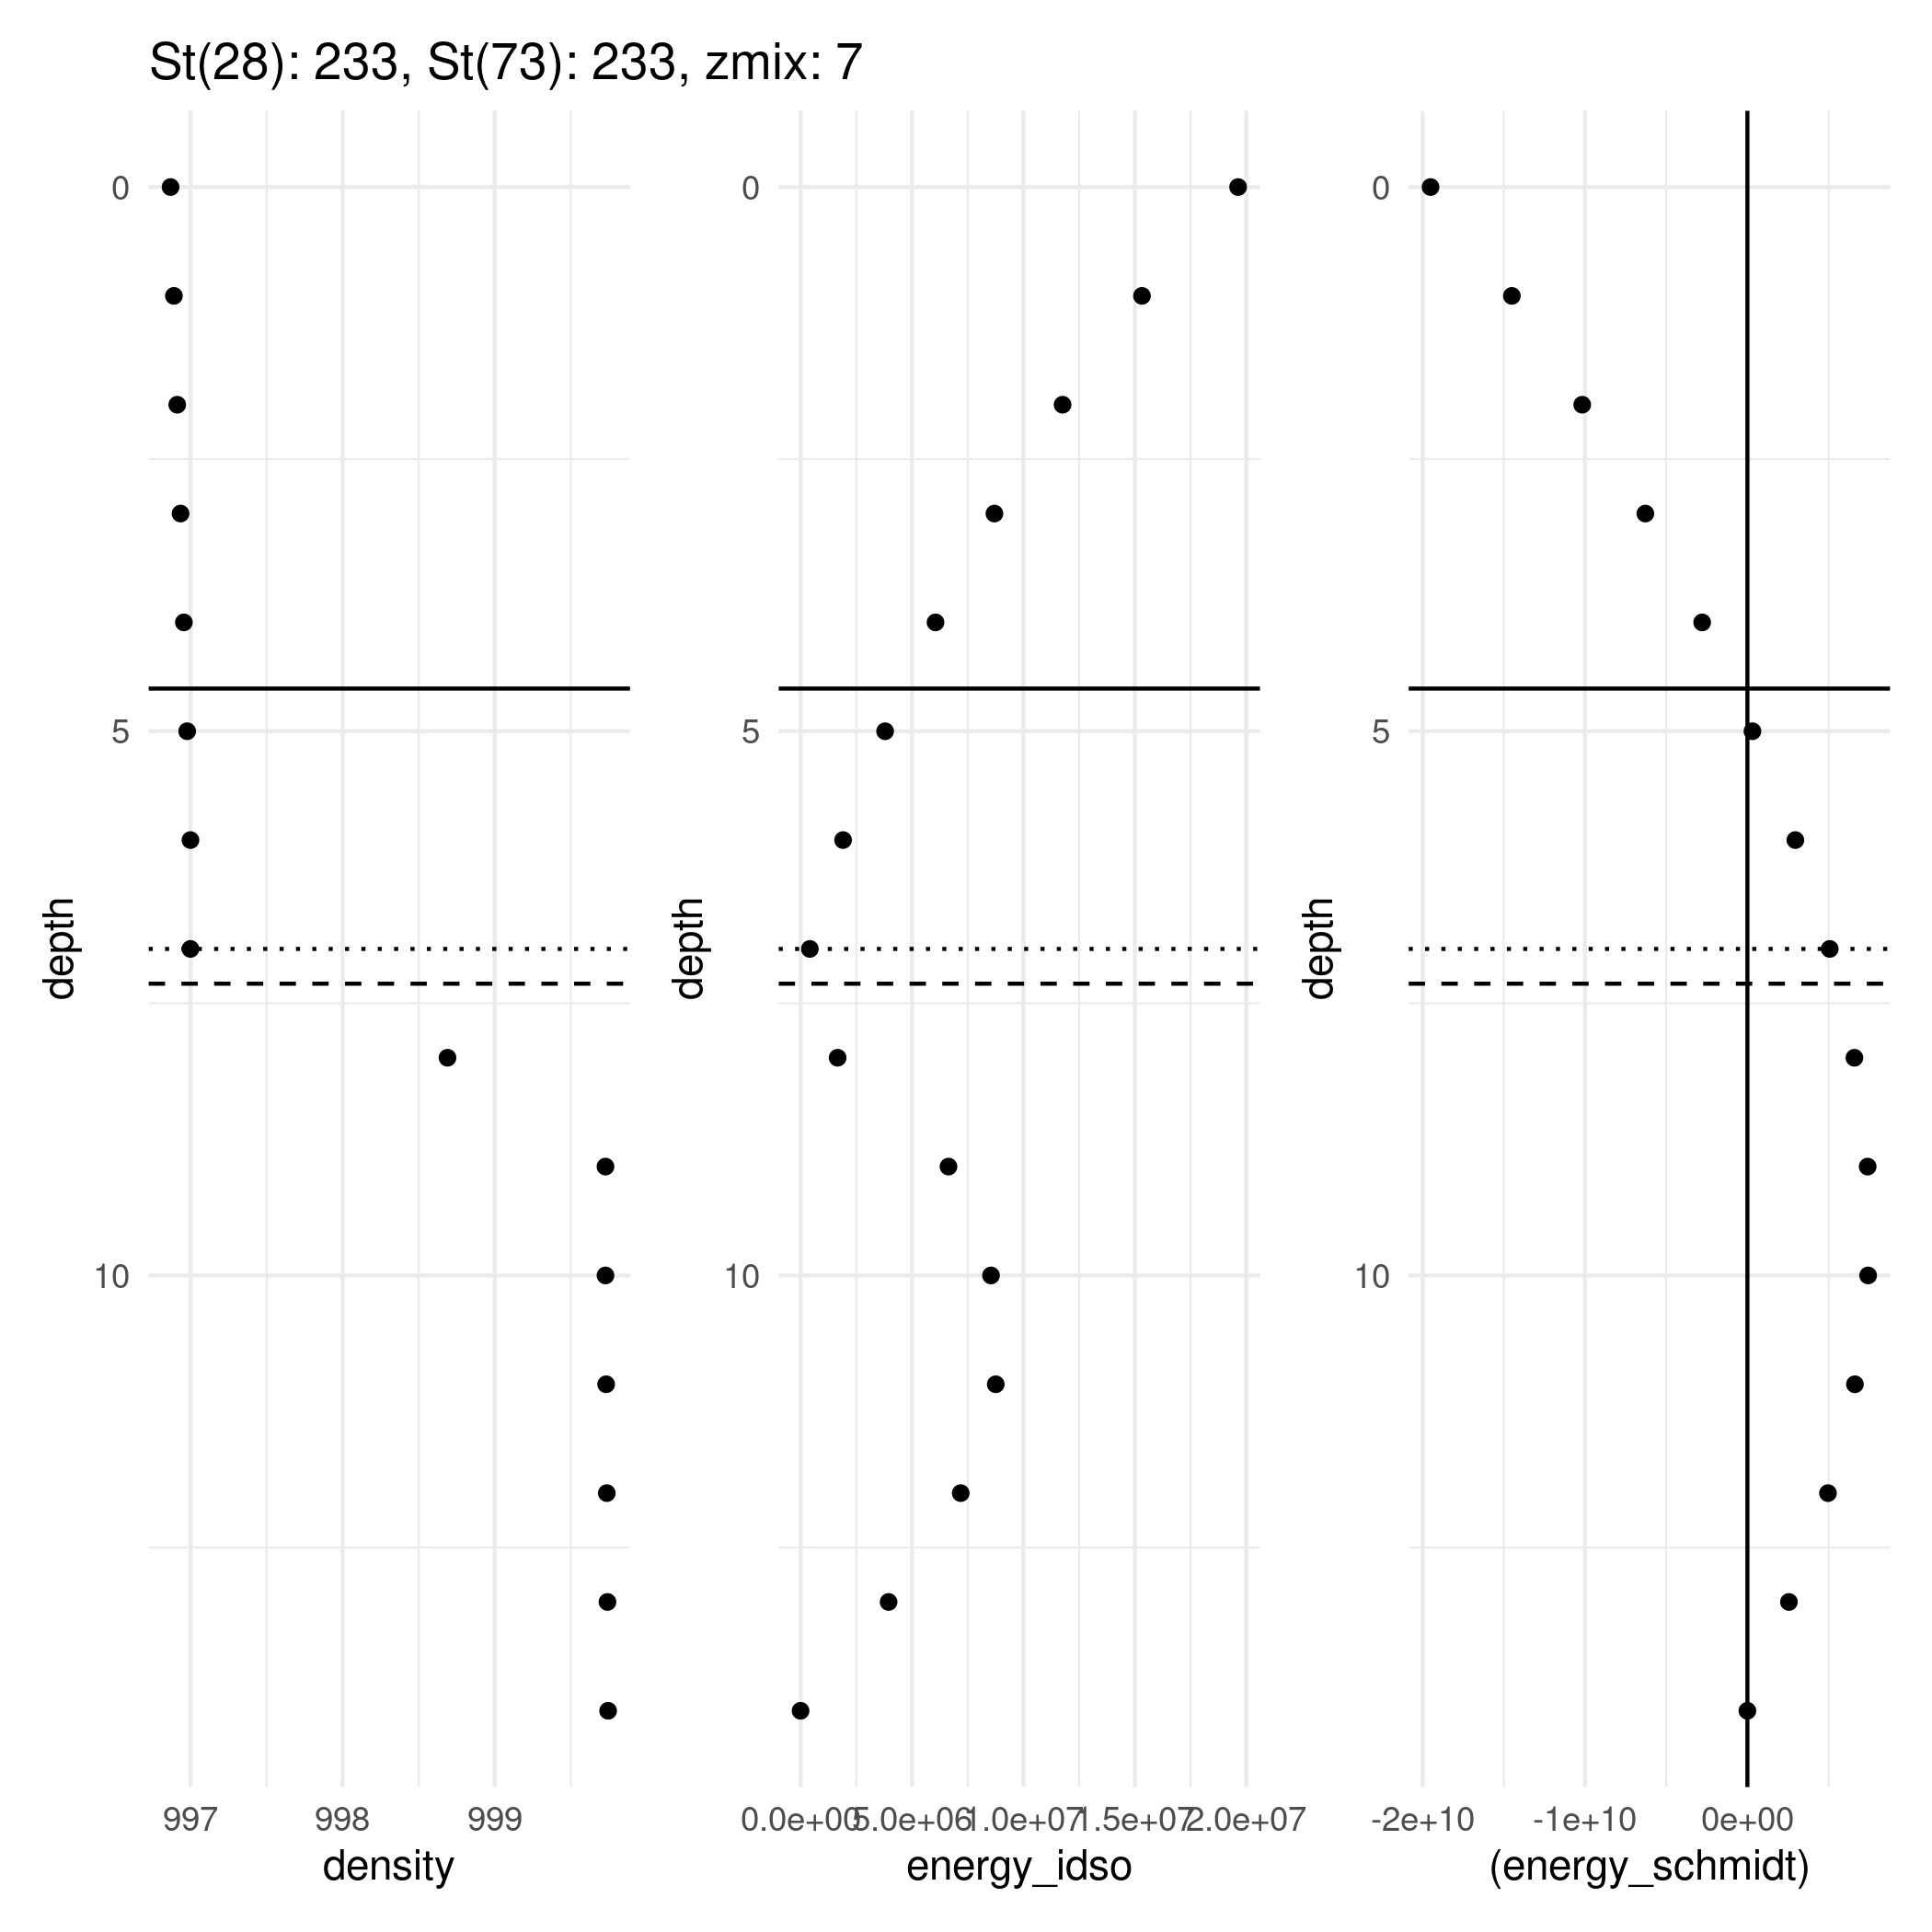 St(28): 233, St(73): 233, zmix: 7
0
5
10
depth
997 998 999
density
0
5
10
depth
0.0e+00 5.0e+06 1.0e+07 1.5e+07 2.0e+07
energy_idso
0
5
10
depth
-2e+10 -1e+10 0e+00
(energy_schmidt)